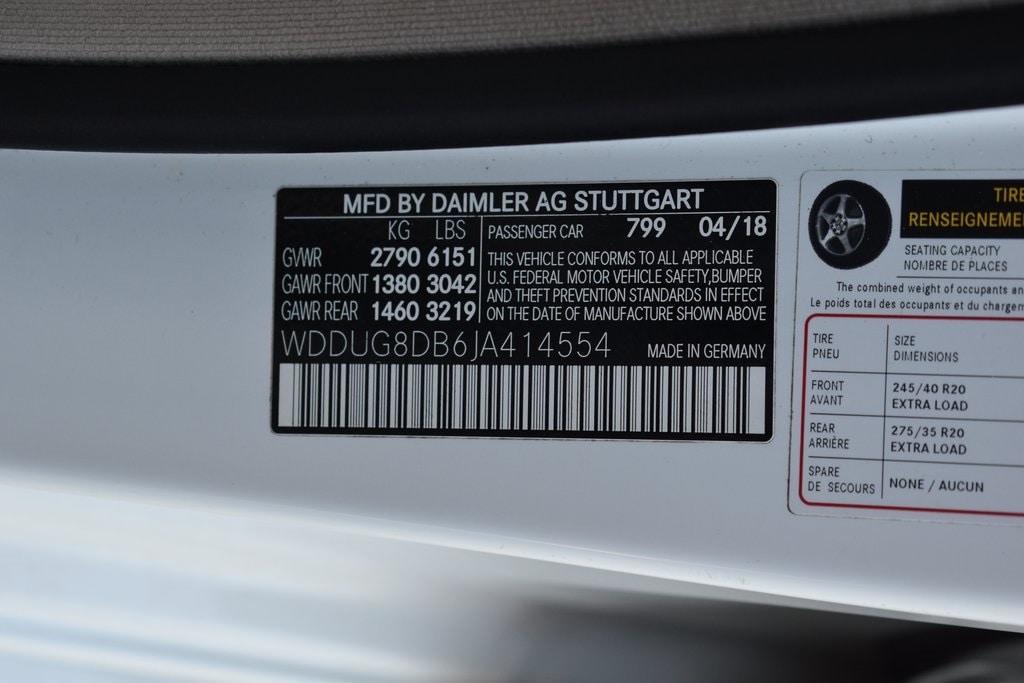 MFD BY DAIMLER AG STUTTGART
KG LBS
GVWR 2790 6151
GAWR FRONT 1380 3042
GAWR REAR 1460 3219
PASSENGER CAR 799 04/18
THIS VEHICLE CONFORMS TO ALL APPLICABLE
U.S. FEDERAL MOTOR VEHICLE SAFETY,BUMPER
AND THEFT PREVENTION STANDARDS IN EFFECT
ON THE DATE OF MANUFACTURE SHOWN ABOVE
WDDUG8DB6JA414554 MADE IN GERMANY
TIRE
RENSEIGNEME
SEATING CAPACITY
NOMBRE DE PLACES
The combined weight of occupants an
Le poids total des occupants et du charge
TIRE SIZE
PNEU DIMENSIONS
FRONT 245/40 R20
AVANT EXTRA LOAD
REAR 275/35 R20
ARRIÈRE EXTRA LOAD
SPARE NONE / AUCUN
DE SECOURS